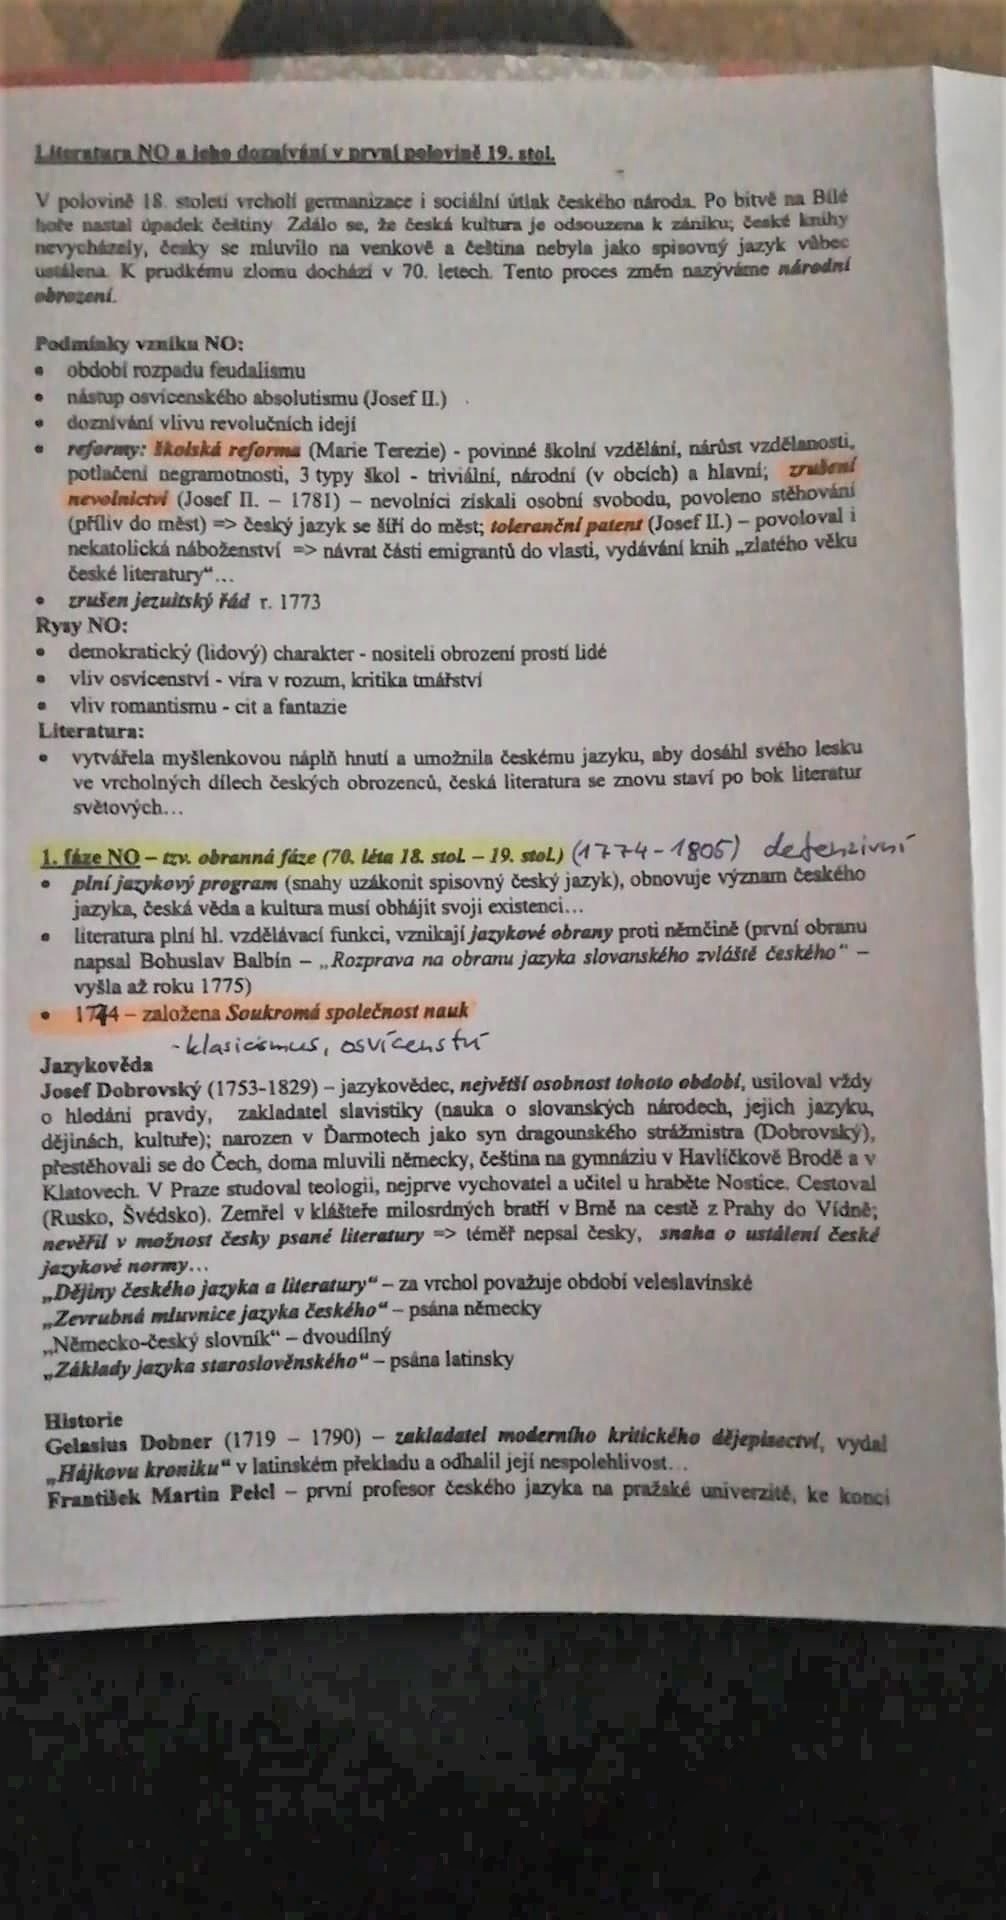 Literatura NO a jeho doznívání v první polovině 19. stol.
V polovině 18. století vrcholí germanizace i sociální útlak českého národa. Po bitvě na Bílé
hoře nastal úpadek češtiny. Zdálo se, že česká kultura je odsouzena k zániku; české knihy
nevycházely, česky se mluvilo na venkově a čeština nebyla jako spisovný jazyk vůbec
ustálena. K prudkému zlomu dochází v 70. letech. Tento proces změn nazýváme národní
obrození.
Podmínky vzniku NO:
• období rozpadu feudalismu
• nástup osvícenského absolutismu (Josef II.)
• doznívání vlivu revolučních idejí
• reformy: školská reforma (Marie Terezie) - povinné školní vzdělání, nárůst vzdělanosti,
potlačení negramotnosti, 3 typy škol - triviální, národní (v obcích) a hlavní; zrušení
nevolnictví (Josef II. – 1781) – nevolníci získali osobní svobodu, povoleno stěhování
(příliv do měst) => český jazyk se šíří do měst; toleranční patent (Josef II.) – povoloval i
nekatolická náboženství => návrat části emigrantů do vlasti, vydávání knih „zlatého věku
české literatury“…
• zrušen jezuitský řád r. 1773
Rysy NO:
• demokratický (lidový) charakter - nositeli obrození prostí lidé
• vliv osvícenství - víra v rozum, kritika tmářství
• vliv romantismu - cit a fantazie
Literatura:
• vytvářela myšlenkovou náplň hnutí a umožnila českému jazyku, aby dosáhl svého lesku
ve vrcholných dílech českých obrozenců, česká literatura se znovu staví po bok literatur
světových…
1. fáze NO – tzv. obranná fáze (70. léta 18. stol. – 19. stol.) (1774-1805) defenzivní
• plní jazykový program (snahy uzákonit spisovný český jazyk), obnovuje význam českého
jazyka, česká věda a kultura musí obhájit svoji existenci…
• literatura plní hl. vzdělávací funkci, vznikají jazykové obrany proti němčině (první obranu
napsal Bohuslav Balbín – „Rozprava na obranu jazyka slovanského zvláště českého“ –
vyšla až roku 1775)
• 1774 – založena Soukromá společnost nauk
- klasicismus, osvícenství
Jazykověda
Josef Dobrovský (1753-1829) – jazykovědec, největší osobnost tohoto období, usiloval vždy
o hledání pravdy, zakladatel slavistiky (nauka o slovanských národech, jejich jazyku,
dějinách, kultuře); narozen v Ďarmotech jako syn dragounského strážmistra (Dobrovský),
přestěhovali se do Čech, doma mluvili německy, čeština na gymnáziu v Havlíčkově Brodě a v
Klatovech. V Praze studoval teologii, nejprve vychovatel a učitel u hraběte Nostice. Cestoval
(Rusko, Švédsko). Zemřel v klášteře milosrdných bratří v Brně na cestě z Prahy do Vídně;
nevěřil v možnost česky psané literatury => téměř nepsal česky, snaha o ustálení české
jazykové normy…
„Dějiny českého jazyka a literatury“ – za vrchol považuje období veleslavínské
„Zevrubná mluvnice jazyka českého“ – psána německy
„Německo-český slovník“ – dvoudílný
„Základy jazyka staroslověnského“ – psána latinsky
Historie
Gelasius Dobner (1719 – 1790) – zakladatel moderního kritického dějepisectví, vydal
„Hájkovu kroniku“ v latinském překladu a odhalil její nespolehlivost…
František Martin Pelcl – první profesor českého jazyka na pražské univerzitě, ke konci